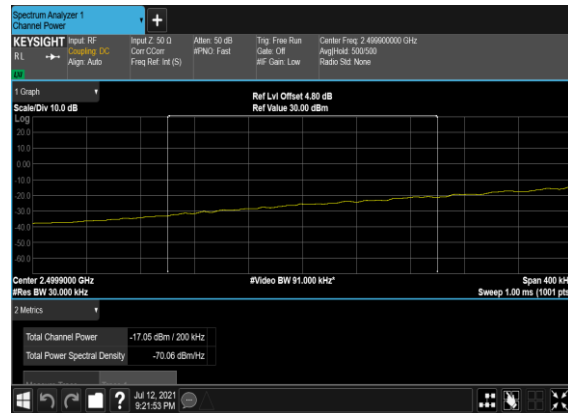 Spectrum Analyzer 1
Channel Power
+
KEYSIGHT Input: RF Input Z: 50 Ω Atten: 50 dB Trig: Free Run Center Freq: 2.499900000 GHz
R L Coupling: DC Corr CCorr #PNO: Fast Gate: Off Avg|Hold: 500/500
Align: Auto Freq Ref: Int (S) #IF Gain: Low Radio Std: None
1 Graph
Ref Lvl Offset 4.80 dB
Scale/Div 10.0 dB Ref Value 30.00 dBm
Log
20.0
10.0
0.00
-10.0
-20.0
-30.0
-40.0
-50.0
-60.0
Center 2.4999000 GHz #Video BW 91.000 kHz* Span 400 kH
#Res BW 30.000 kHz Sweep 1.00 ms (1001 pts
2 Metrics
Total Channel Power -17.05 dBm / 200 kHz
Total Power Spectral Density -70.06 dBm/Hz
?
Jul 12, 2021
9:21:53 PM